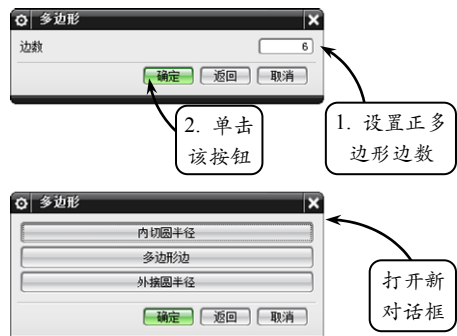 多边形
边数
6
确定 返回 取消
2. 单击
该按钮
1. 设置正多
边形边数
多边形
内切圆半径
多边形边
外接圆半径
确定 返回 取消
打开新
对话框